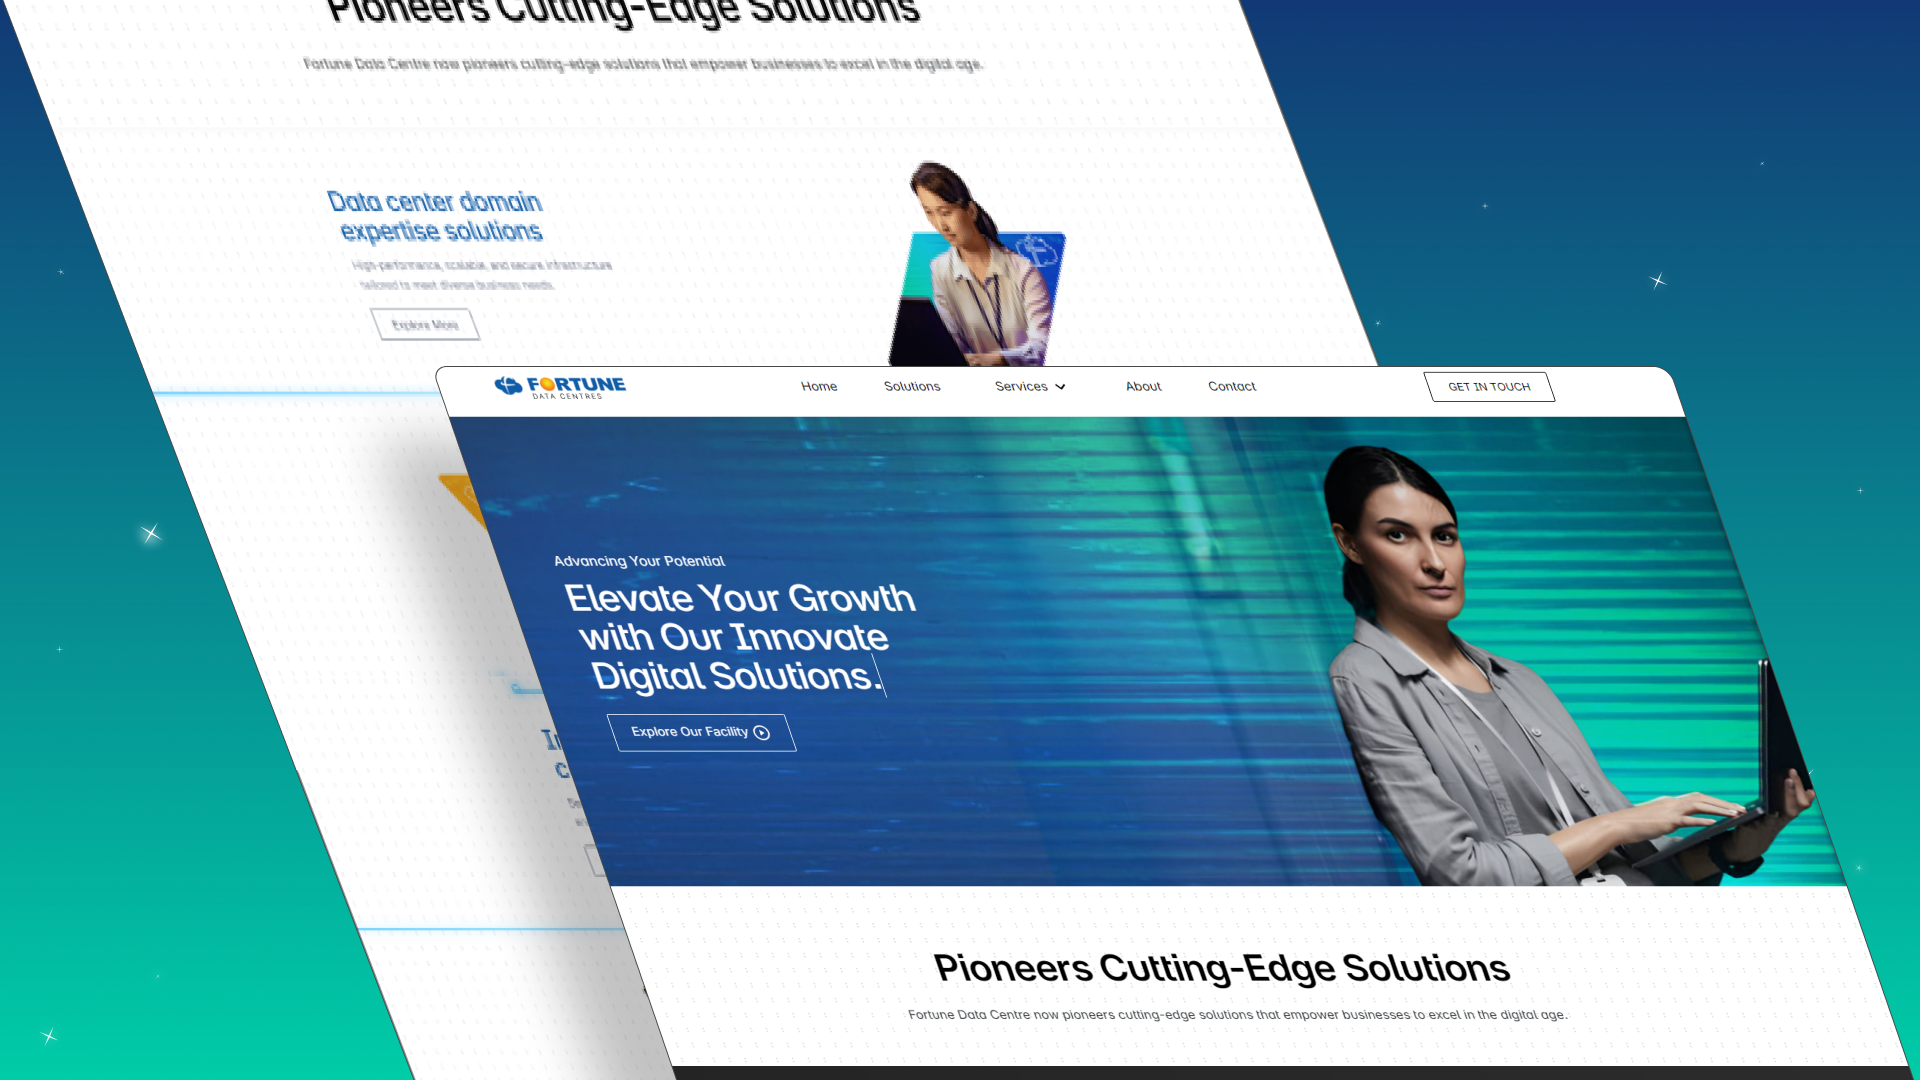 Pioneers Cutting-Edge Solutions
Fortune Data Centre now pioneers cutting-edge solutions that empower businesses to excel in the digital age.
Data center domain
expertise solutions
High-performance, scalable, and secure infrastructure
tailored to meet diverse business needs.
Explore More
FORTUNE
DATA CENTRES
Home
Solutions
Services
About
Contact
GET IN TOUCH
Advancing Your Potential
Elevate Your Growth
with Our Innovate
Digital Solutions.
Explore Our Facility
Pioneers Cutting-Edge Solutions
Fortune Data Centre now pioneers cutting-edge solutions that empower businesses to excel in the digital age.